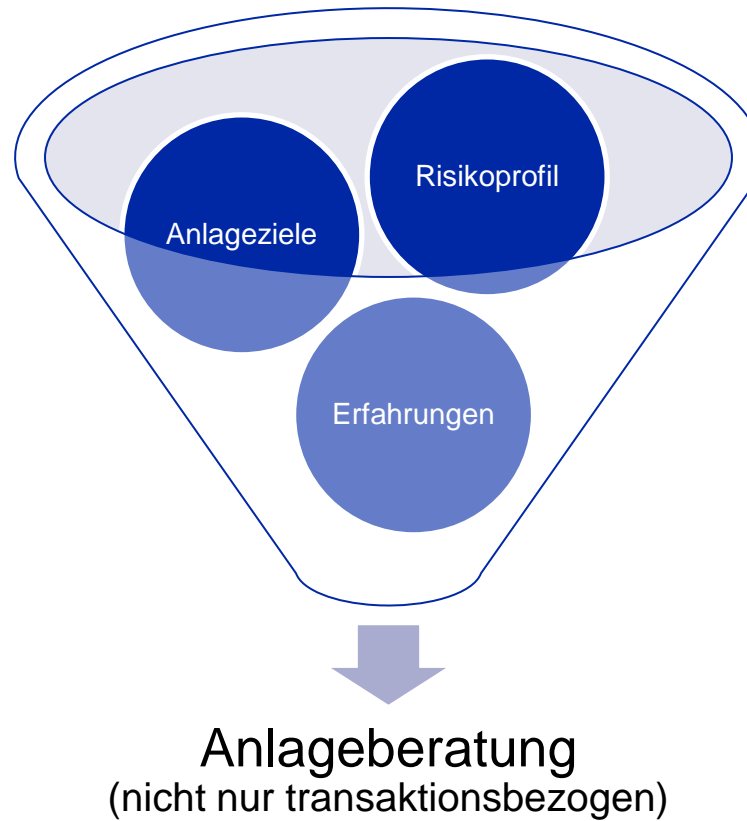 Risikoprofil
Anlageziele
Erfahrungen
Anlageberatung
(nicht nur transaktionsbezogen)